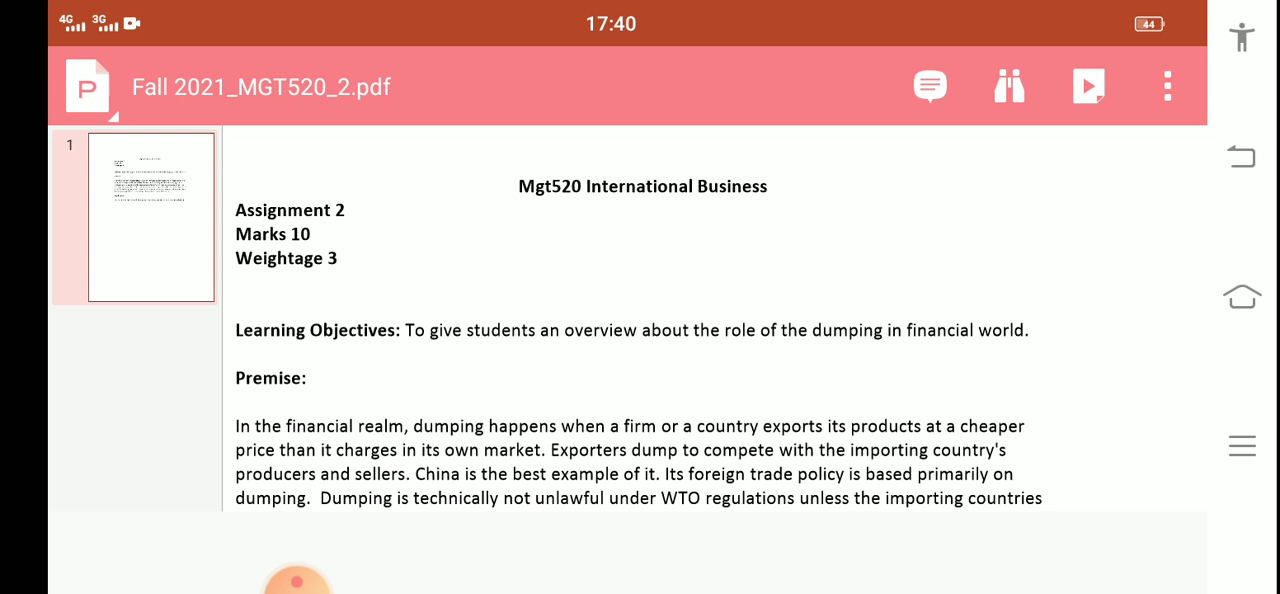 4G 3G 17:40 44
P Fall 2021_MGT520_2.pdf
1
Mgt520 International Business
Assignment 2
Marks 10
Weightage 3
Learning Objectives: To give students an overview about the role of the dumping in financial world.
Premise:
In the financial realm, dumping happens when a firm or a country exports its products at a cheaper
price than it charges in its own market. Exporters dump to compete with the importing country's
producers and sellers. China is the best example of it. Its foreign trade policy is based primarily on
dumping.  Dumping is technically not unlawful under WTO regulations unless the importing countries